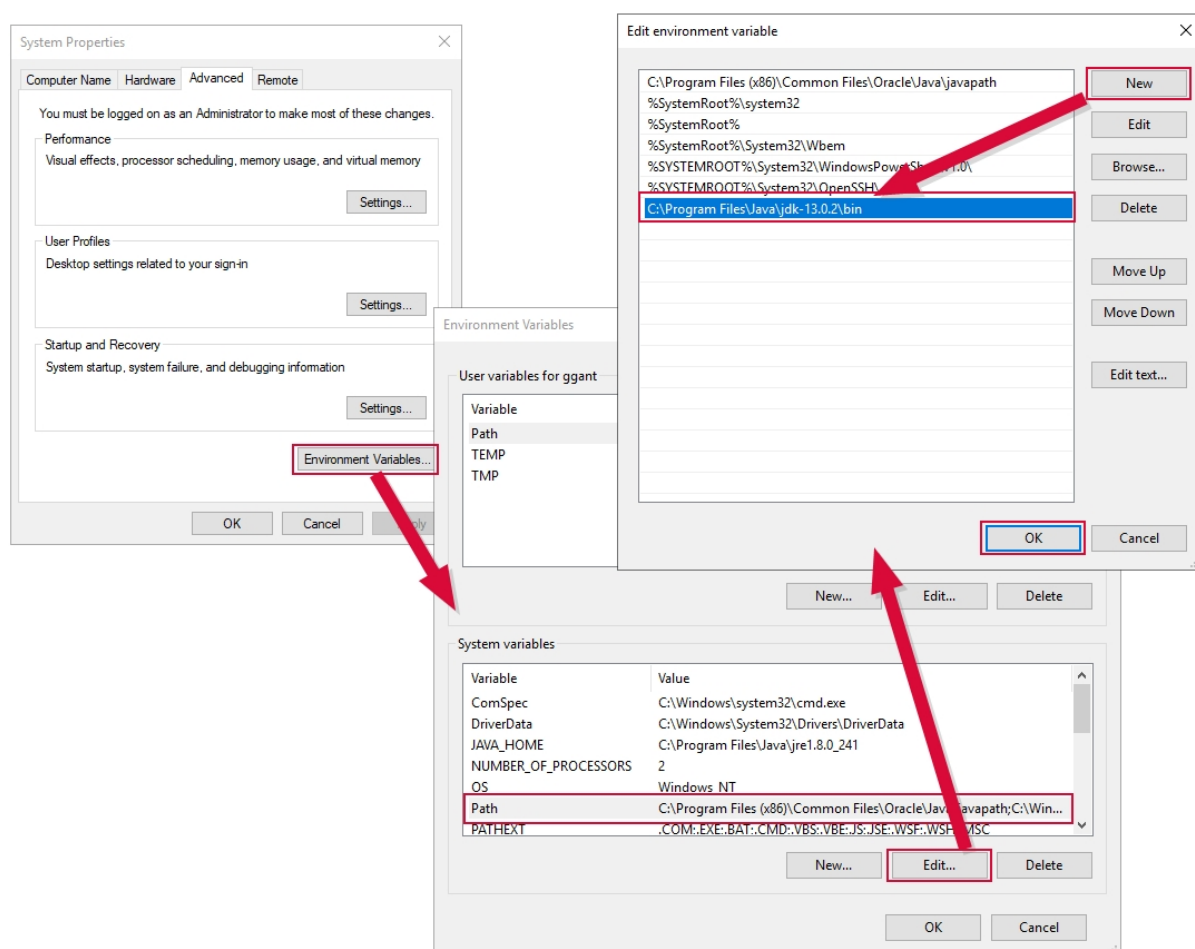 System Properties
Computer Name Hardware Advanced Remote
You must be logged on as an Administrator to make most of these changes.
Performance
Visual effects, processor scheduling, memory usage, and virtual memory
Settings...
User Profiles
Desktop settings related to your sign-in
Settings...
Startup and Recovery
System startup, system failure, and debugging information
Settings...
Environment Variables...
OK Cancel
Edit environment variable
C:\Program Files (x86)\Common Files\Oracle\Java\javapath
%SystemRoot%\system32
%SystemRoot%
%SystemRoot%\System32\Wbem
%SYSTEMROOT%\System32\WindowsPowerShell\v1.0\
%SYSTEMROOT%\System32\OpenSSH\
C:\Program Files\Java\jdk-13.0.2\bin
New
Edit
Browse...
Delete
Move Up
Move Down
Edit text...
OK Cancel
Environment Variables
User variables for ggant
Variable
Path
TEMP
TMP
New... Edit... Delete
System variables
Variable Value
ComSpec C:\Windows\system32\cmd.exe
DriverData C:\Windows\System32\Drivers\DriverData
JAVA_HOME C:\Program Files\Java\jre1.8.0_241
NUMBER_OF_PROCESSORS 2
OS Windows_NT
Path C:\Program Files (x86)\Common Files\Oracle\Java\javapath;C:\Win...
PATHEXT .COM;.EXE;.BAT;.CMD;.VBS;.VBE;.JS;.JSE;.WSF;.WSH;.MSC
New... Edit... Delete
OK Cancel